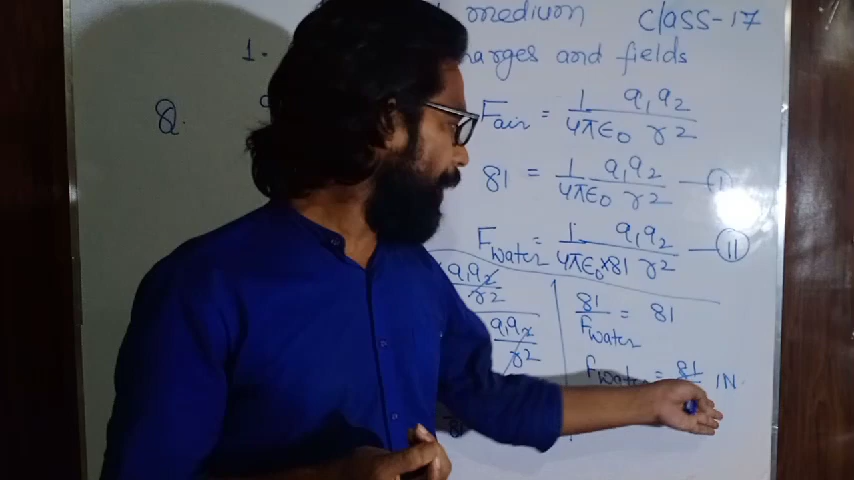 medium class-17
1. harges and fields
Q.
Fair = 1/4πε0 q1q2/r2
81 = 1/4πε0 q1q2/r2 — I
Fwater = 1/4πε0×81 q1q2/r2 — II
q1q2/r2
q1q2/r2
81/Fwater = 81
Fwater = 81 1N.